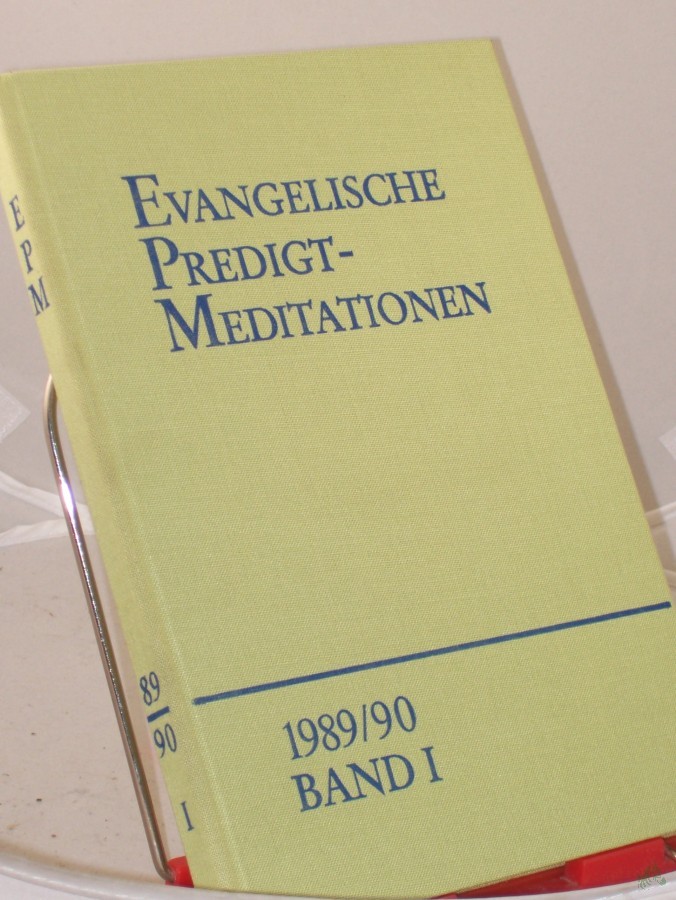 EVANGELISCHE
PREDIGT-
MEDITATIONEN
1989/90
BAND I
E
P
M
89
90
I